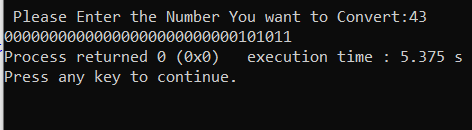 Please Enter the Number You want to Convert:43
00000000000000000000000000101011
Process returned 0 (0x0)   execution time : 5.375 s
Press any key to continue.